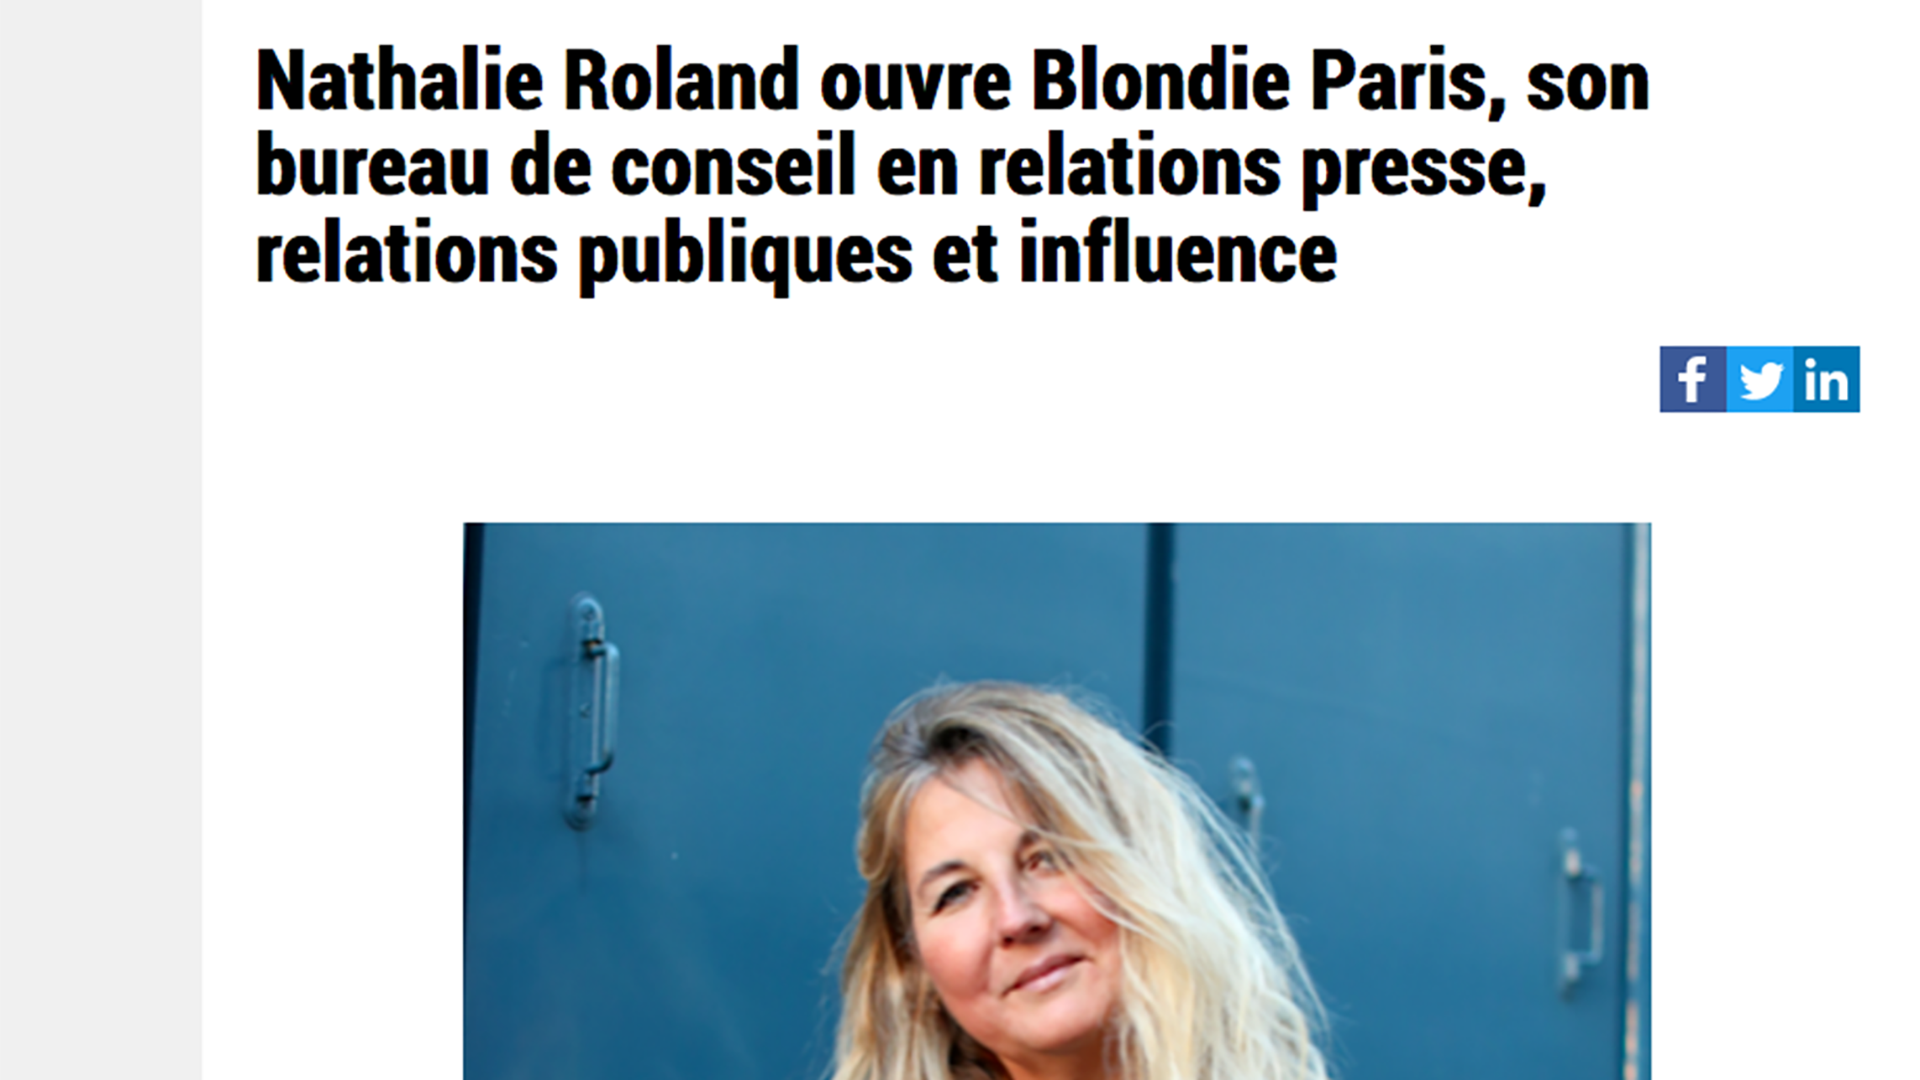 Nathalie Roland ouvre Blondie Paris, son
bureau de conseil en relations presse,
relations publiques et influence
f in